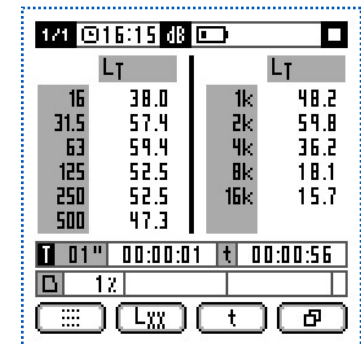 1/1 16:15 dB
LT LT
16 38.0 1k 48.2
31.5 57.4 2k 59.8
63 59.4 4k 36.2
125 52.5 8k 18.1
250 52.5 16k 15.7
500 47.3
T 01" 00:00:01 t 00:00:56
1%
LXX t